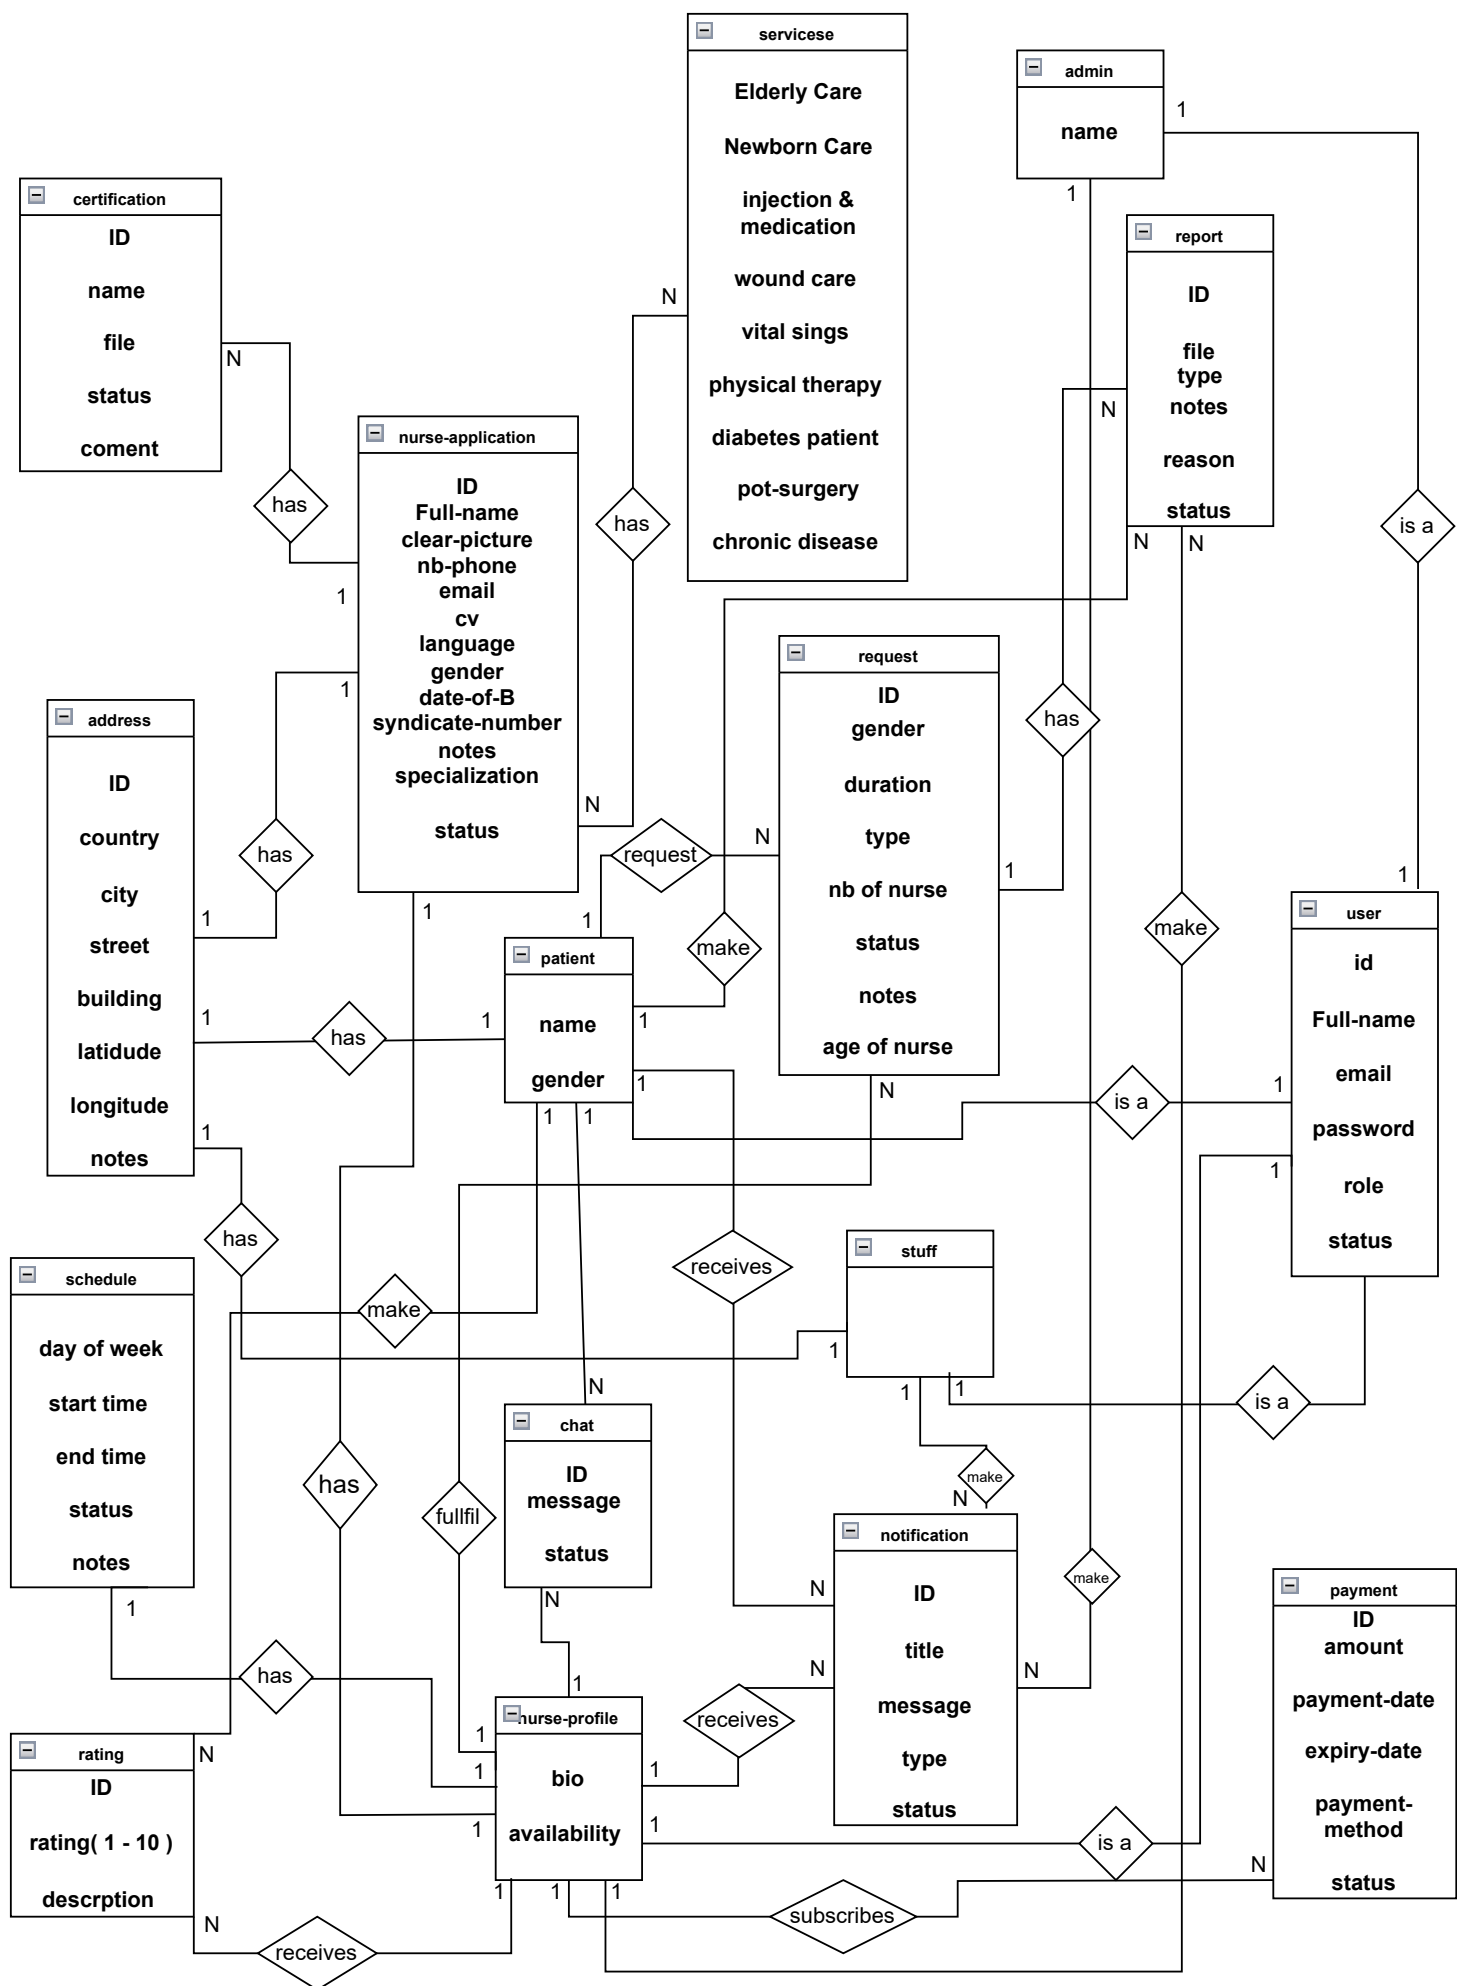 servicese
Elderly Care
Newborn Care
injection &
medication
wound care
vital sings
physical therapy
diabetes patient
pot-surgery
chronic disease
N
admin
name
1
1
certification
ID
name
file
status
coment
N
has
1
report
ID
file
type
notes
reason
status
N
N
N
nurse-application
ID
Full-name
clear-picture
nb-phone
email
cv
language
gender
date-of-B
syndicate-number
notes
specialization
status
1
N
1
has
is a
1
has
make
address
ID
country
city
street
building
latidude
longitude
notes
1
1
1
has
has
1
has
request
1
N
request
ID
gender
duration
type
nb of nurse
status
notes
age of nurse
1
N
patient
name
gender
1
1
1
1
make
user
id
Full-name
email
password
role
status
1
1
is a
schedule
day of week
start time
end time
status
notes
1
make
has
fullfil
receives
stuff
1
1
1
is a
make
N
N
chat
ID
message
status
N
notification
ID
title
message
type
status
N
N
N
make
payment
ID
amount
payment-date
expiry-date
payment-
method
status
N
has
rating
ID
rating( 1 - 10 )
descrption
N
N
nurse-profile
bio
availability
1
1
1
1
1
1
1
1
1
receives
is a
subscribes
receives